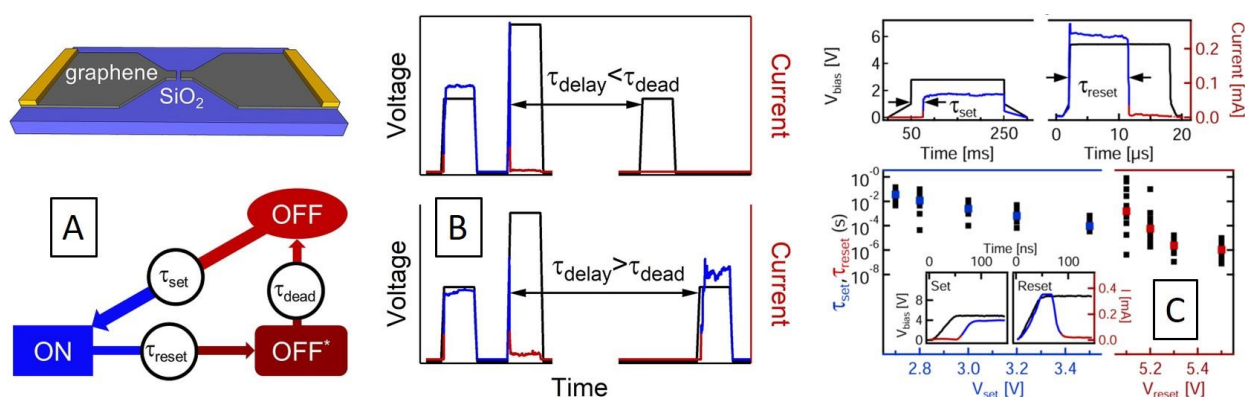 graphene
SiO2
A
OFF
τset
τdead
ON
τreset
OFF*
Voltage
τdelay<τdead
Current
B
Voltage
τdelay>τdead
Current
Time
Vbias [V]
6
4
2
0
τset
50
250
Time [ms]
τreset
0
20
Time [µs]
0.2
0.1
0.0
Current [mA]
τset, τreset (s)
10-0
10-2
10-4
10-6
10-8
Time [ns]
0
100
0
100
Set
Reset
Vbias [V]
8
4
0
0.4
0.2
0.0
I [mA]
C
2.8
3.0
3.2
3.4
Vset [V]
5.2
5.4
Vreset [V]